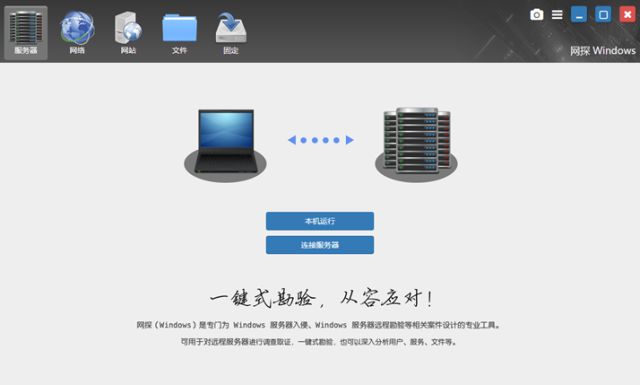 服务器
网络
网站
文件
固定
网探 Windows
本机运行
连接服务器
一键式勘验，从容应对！
网探（Windows）是专门为 Windows 服务器入侵、Windows 服务器远程勘验等相关案件设计的专业工具。
可用于对远程服务器进行调查取证，一键式勘验，也可以深入分析用户、服务、文件等。